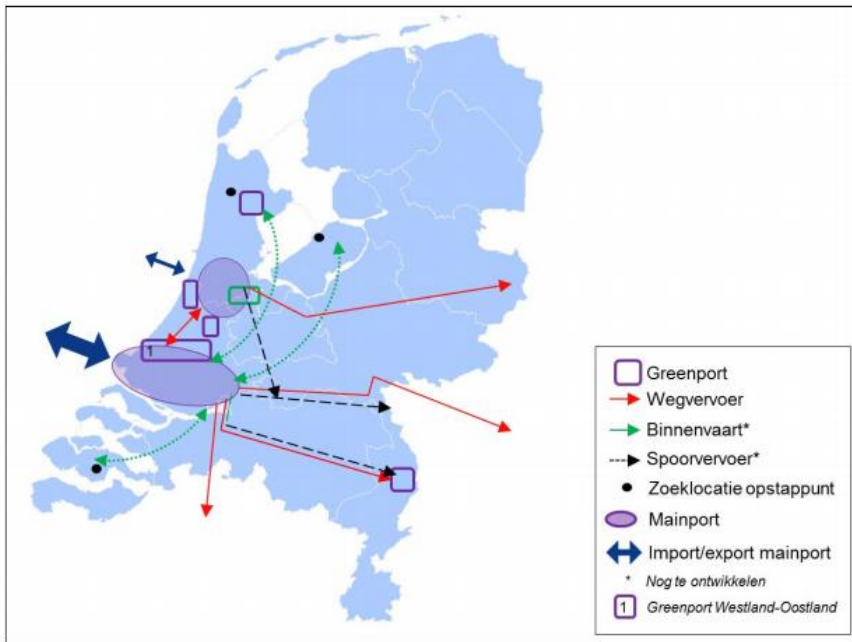 1
Greenport
Wegvervoer
Binnenvaart*
Spoorvervoer*
Zoeklocatie opstappunt
Mainport
Import/export mainport
* Nog te ontwikkelen
1 Greenport Westland-Oostland